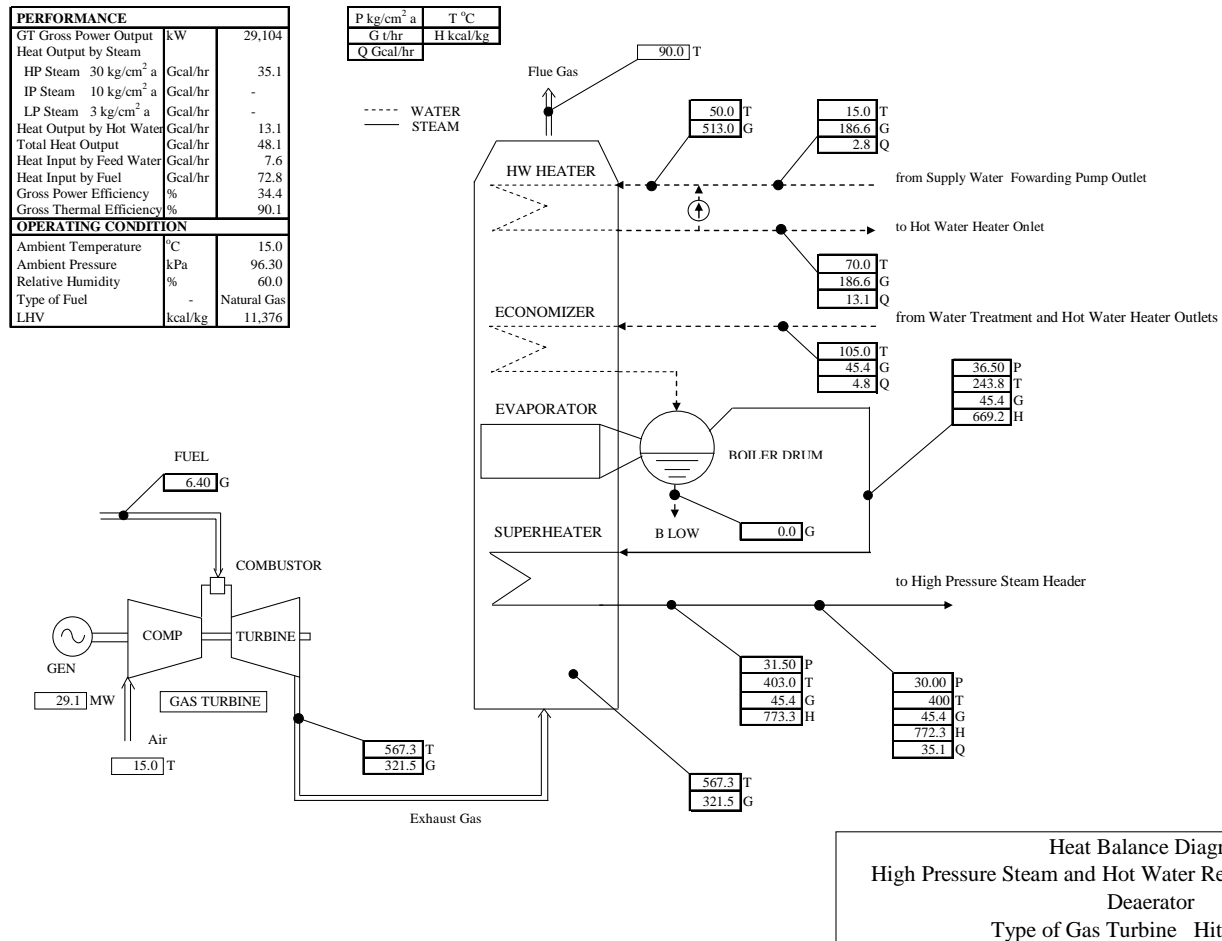 PERFORMANCE
GT Gross Power Output kW 29,104
Heat Output by Steam
HP Steam 30 kg/cm² a Gcal/hr 35.1
IP Steam 10 kg/cm² a Gcal/hr -
LP Steam 3 kg/cm² a Gcal/hr -
Heat Output by Hot Water Gcal/hr 13.1
Total Heat Output Gcal/hr 48.1
Heat Input by Feed Water Gcal/hr 7.6
Heat Input by Fuel Gcal/hr 72.8
Gross Power Efficiency % 34.4
Gross Thermal Efficiency % 90.1
OPERATING CONDITION
Ambient Temperature °C 15.0
Ambient Pressure kPa 96.30
Relative Humidity % 60.0
Type of Fuel - Natural Gas
LHV kcal/kg 11,376
P kg/cm² a T °C
G t/hr H kcal/kg
Q Gcal/hr
WATER
STEAM
90.0 T
Flue Gas
50.0 T
513.0 G
15.0 T
186.6 G
2.8 Q
HW HEATER
from Supply Water Fowarding Pump Outlet
to Hot Water Heater Onlet
70.0 T
186.6 G
13.1 Q
ECONOMIZER
from Water Treatment and Hot Water Heater Outlets
105.0 T
45.4 G
4.8 Q
36.50 P
243.8 T
45.4 G
669.2 H
EVAPORATOR
BOILER DRUM
B LOW
0.0 G
SUPERHEATER
to High Pressure Steam Header
31.50 P
403.0 T
45.4 G
773.3 H
30.00 P
400 T
45.4 G
772.3 H
35.1 Q
FUEL
6.40 G
COMBUSTOR
COMP
TURBINE
GEN
29.1 MW
GAS TURBINE
Air
15.0 T
567.3 T
321.5 G
567.3 T
321.5 G
Exhaust Gas
Heat Balance Diagr
High Pressure Steam and Hot Water Re
Deaerator
Type of Gas Turbine Hit